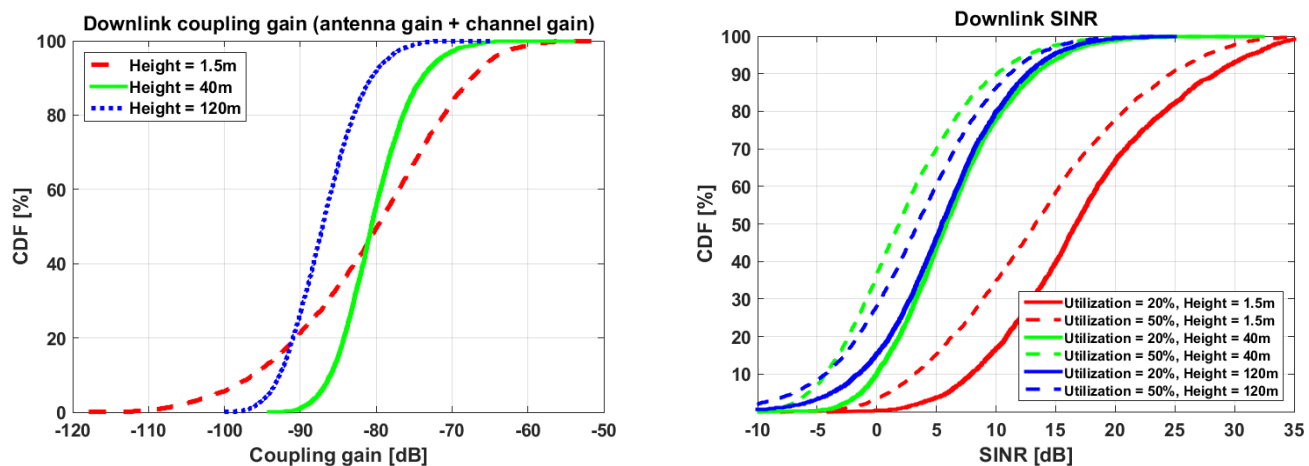 Downlink coupling gain (antenna gain + channel gain)
100
80
60
40
20
0
CDF [%]
Height = 1.5m
Height = 40m
Height = 120m
-120
-110
-100
-90
-80
-70
-60
-50
Coupling gain [dB]
Downlink SINR
100
90
80
70
60
50
40
30
20
10
CDF [%]
Utilization = 20%, Height = 1.5m
Utilization = 50%, Height = 1.5m
Utilization = 20%, Height = 40m
Utilization = 50%, Height = 40m
Utilization = 20%, Height = 120m
Utilization = 50%, Height = 120m
-10
-5
0
5
10
15
20
25
30
35
SINR [dB]